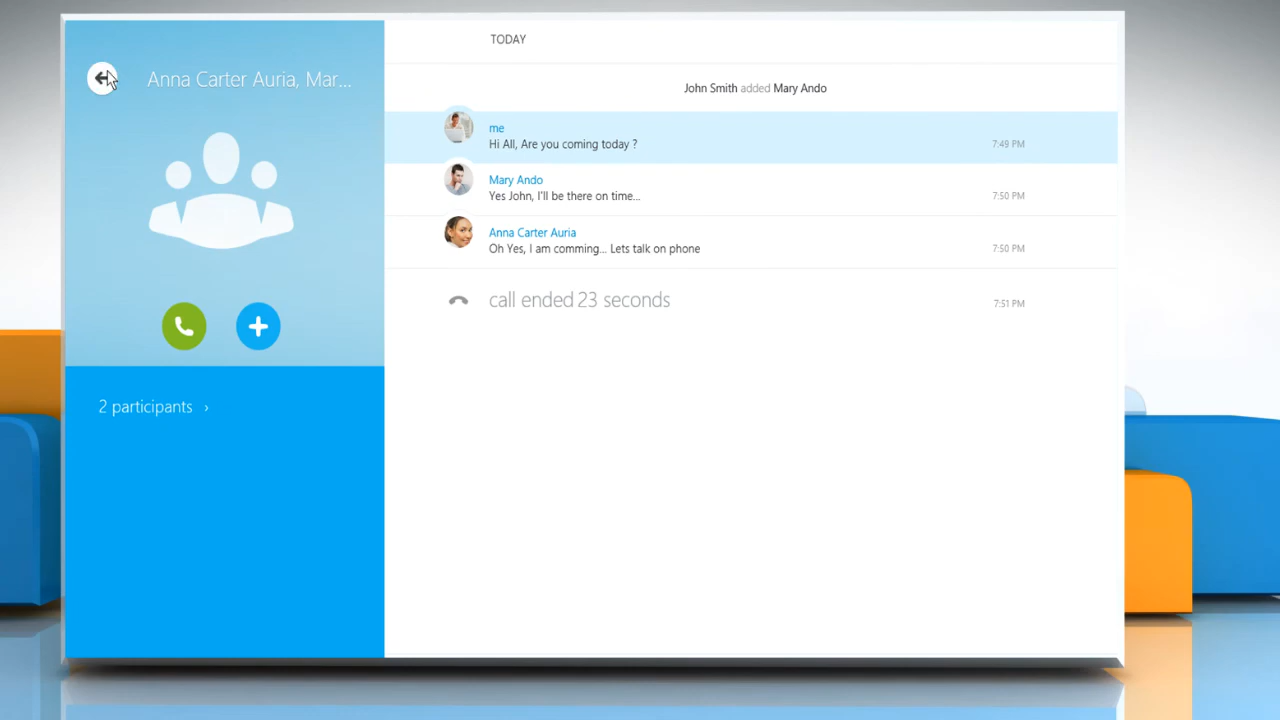 Anna Carter Auria, Mar...
2 participants ›
TODAY
John Smith added Mary Ando
me
Hi All, Are you coming today ?
7:49 PM
Mary Ando
Yes John, I'll be there on time...
7:50 PM
Anna Carter Auria
Oh Yes, I am comming... Lets talk on phone
7:50 PM
call ended 23 seconds
7:51 PM